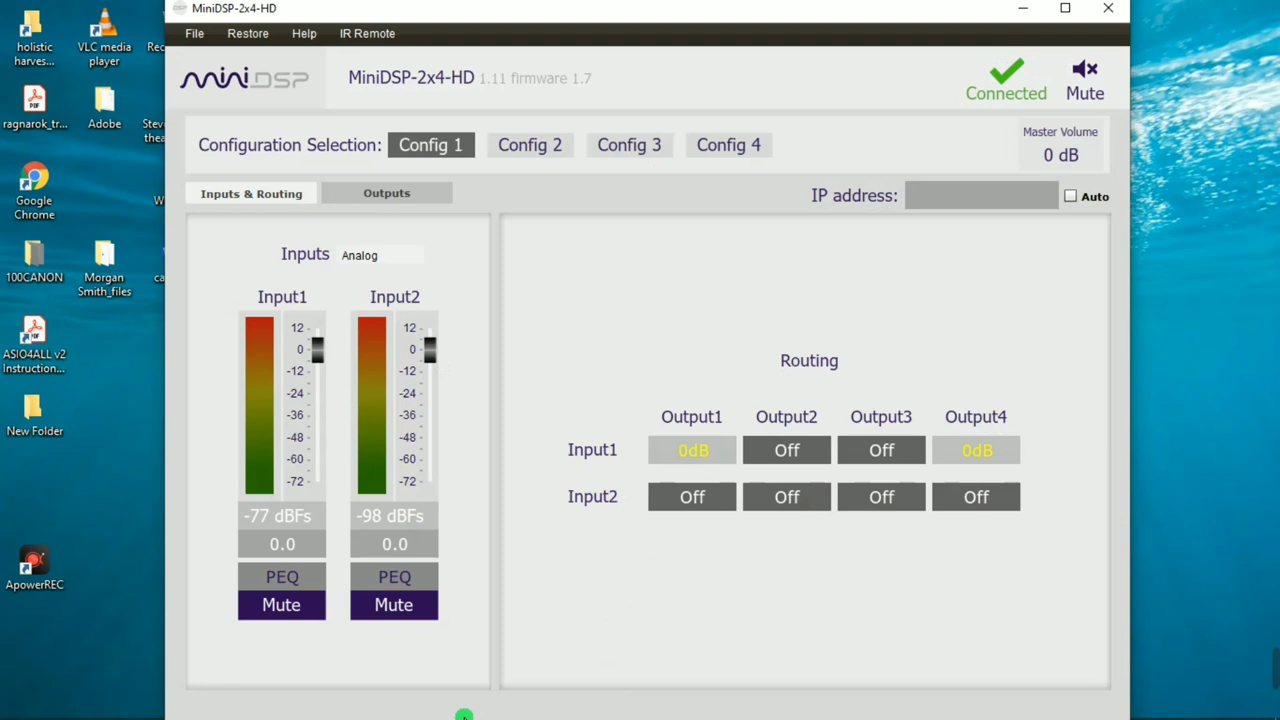 MiniDSP-2x4-HD
File Restore Help IR Remote
miniDSP MiniDSP-2x4-HD 1.11 firmware 1.7
Connected Mute
Configuration Selection: Config 1 Config 2 Config 3 Config 4
Master Volume
0 dB
Inputs & Routing Outputs
IP address: Auto
Inputs Analog
Input1 Input2
12 12
0 0
-12 -12
-24 -24
-36 -36
-48 -48
-60 -60
-72 -72
-77 dBFs -98 dBFs
0.0 0.0
PEQ PEQ
Mute Mute
Routing
Output1 Output2 Output3 Output4
Input1 0dB Off Off 0dB
Input2 Off Off Off Off
holistic
harves...
VLC media
player
Rec
ragnarok_tr...
Adobe
Stev
thea
Google
Chrome
W
100CANON
Morgan
Smith_files
ca
ASIO4ALL v2
Instruction...
New Folder
ApowerREC